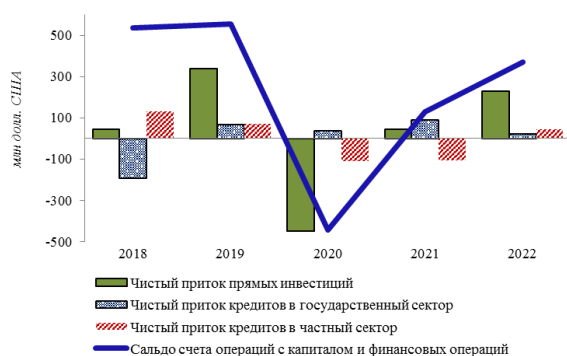 млн долл. США
500
300
100
-100
-300
-500
2018 2019 2020 2021 2022
Чистый приток прямых инвестиций
Чистый приток кредитов в государственный сектор
Чистый приток кредитов в частный сектор
Сальдо счета операций с капиталом и финансовых операций